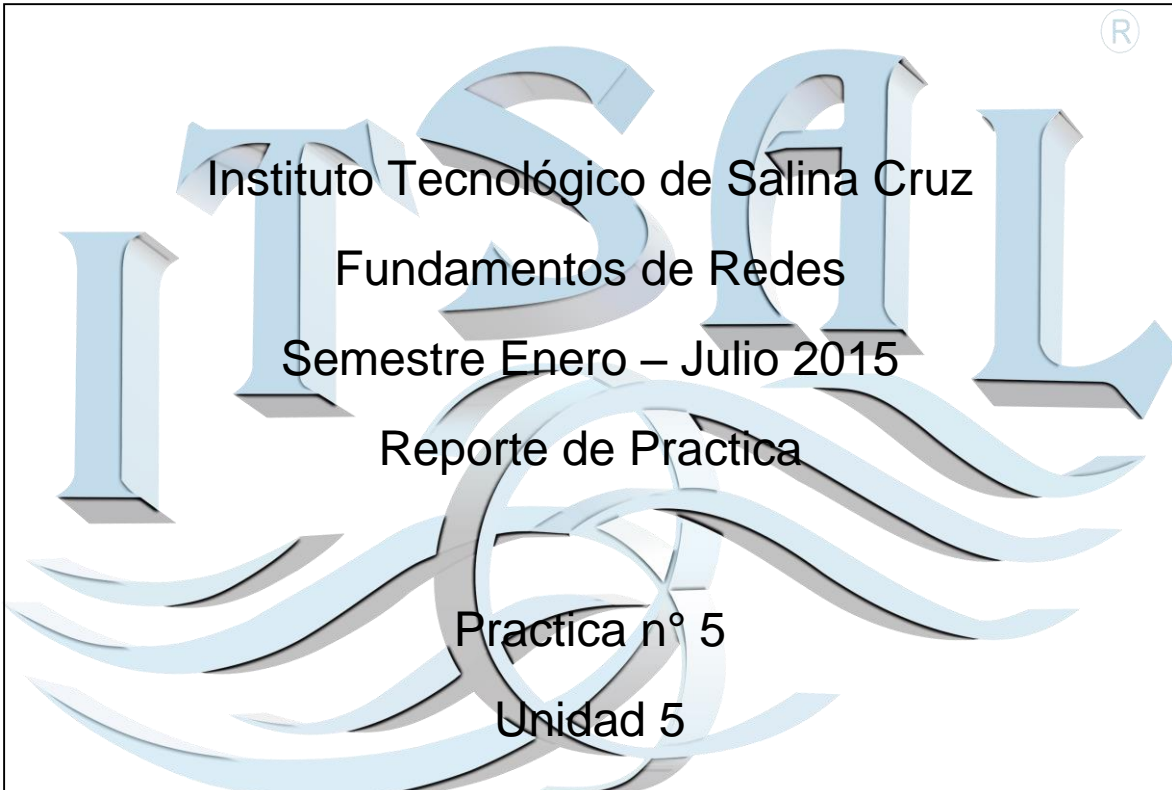 ITSAL
®
Instituto Tecnológico de Salina Cruz
Fundamentos de Redes
Semestre Enero – Julio 2015
Reporte de Practica
Practica n° 5
Unidad 5